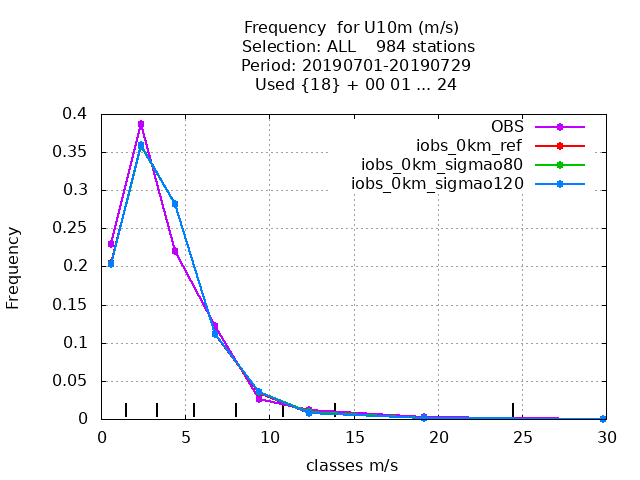 Frequency  for U10m (m/s)
Selection: ALL    984 stations
Period: 20190701-20190729
Used {18} + 00 01 ... 24
OBS
iobs_0km_ref
iobs_0km_sigmao80
iobs_0km_sigmao120
0.4
0.35
0.3
0.25
0.2
0.15
0.1
0.05
0
Frequency
0 5 10 15 20 25 30
classes m/s